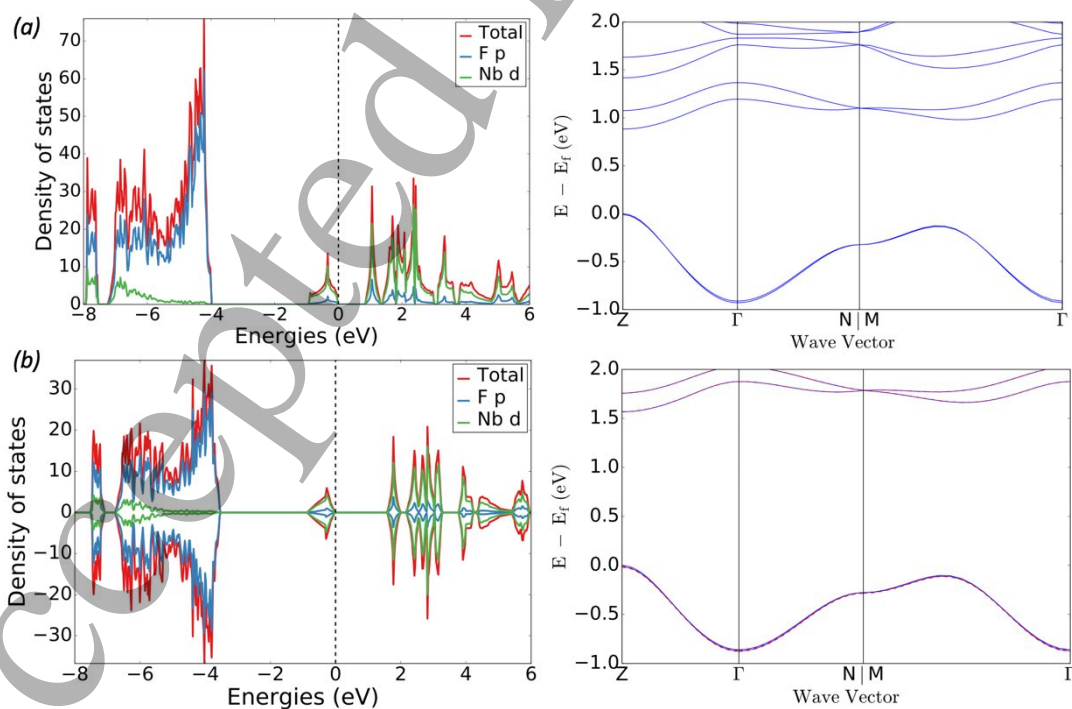 (a)
70
60
50
40
30
20
10
0
Density of states
Total
F p
Nb d
−8 −6 −4 −2 0 2 4 6
Energies (eV)
2.0
1.5
1.0
0.5
0.0
−0.5
−1.0
E − E_f (eV)
Z Γ N|M Γ
Wave Vector
(b)
30
20
10
0
−10
−20
−30
Density of states
Total
F p
Nb d
−8 −6 −4 −2 0 2 4 6
Energies (eV)
2.0
1.5
1.0
0.5
0.0
−0.5
−1.0
E − E_f (eV)
Z Γ N|M Γ
Wave Vector
cepted